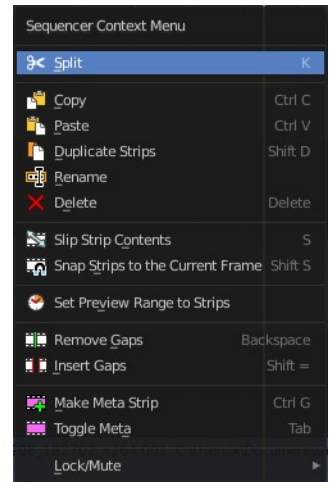 Sequencer Context Menu
Split K
Copy Ctrl C
Paste Ctrl V
Duplicate Strips Shift D
Rename
Delete Delete
Slip Strip Contents S
Snap Strips to the Current Frame Shift S
Set Preview Range to Strips
Remove Gaps Backspace
Insert Gaps Shift =
Make Meta Strip Ctrl G
Toggle Meta Tab
Lock/Mute